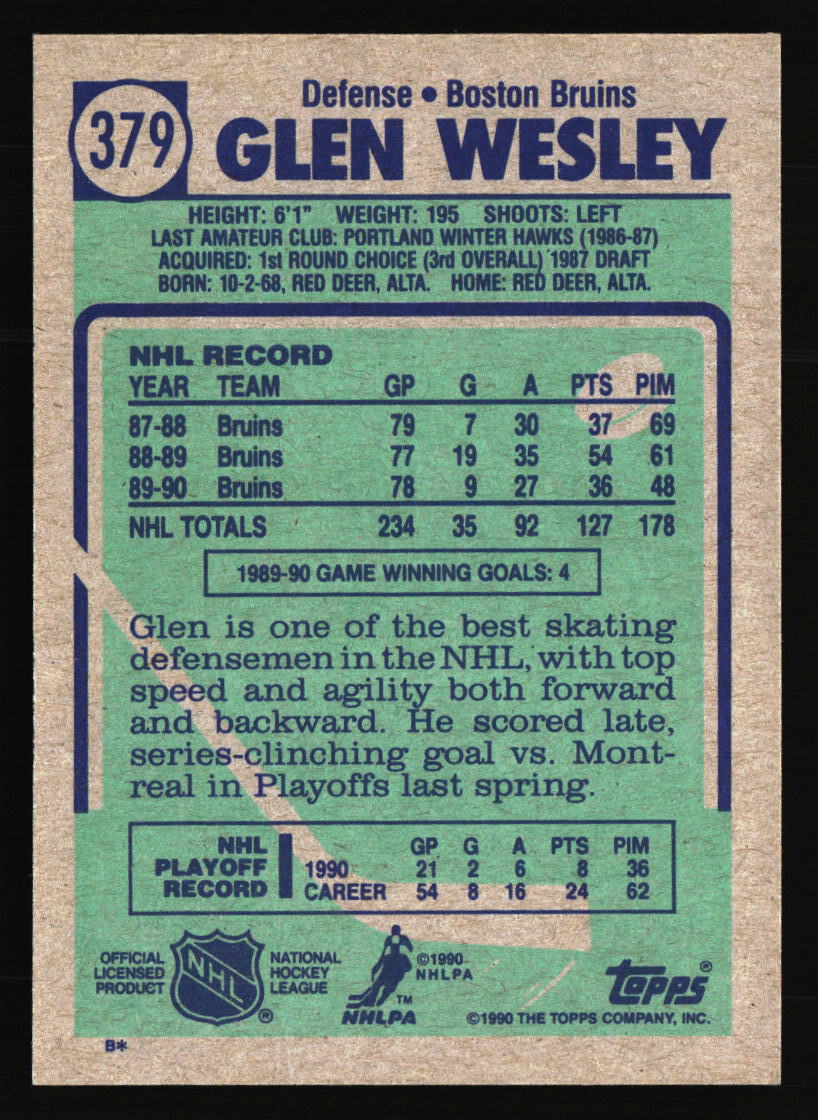 379
Defense • Boston Bruins
GLEN WESLEY
HEIGHT: 6'1" WEIGHT: 195 SHOOTS: LEFT
LAST AMATEUR CLUB: PORTLAND WINTER HAWKS (1986-87)
ACQUIRED: 1st ROUND CHOICE (3rd OVERALL) 1987 DRAFT
BORN: 10-2-68, RED DEER, ALTA. HOME: RED DEER, ALTA.
NHL RECORD
YEAR TEAM GP G A PTS PIM
87-88 Bruins 79 7 30 37 69
88-89 Bruins 77 19 35 54 61
89-90 Bruins 78 9 27 36 48
NHL TOTALS 234 35 92 127 178
1989-90 GAME WINNING GOALS: 4
Glen is one of the best skating
defensemen in the NHL, with top
speed and agility both forward
and backward. He scored late,
series-clinching goal vs. Mont-
real in Playoffs last spring.
NHL PLAYOFF RECORD
GP G A PTS PIM
1990 21 2 6 8 36
CAREER 54 8 16 24 62
OFFICIAL
LICENSED
PRODUCT
NHL ®
NATIONAL
HOCKEY
LEAGUE
TM
NHLPA
©1990
NHLPA
topps ®
©1990 THE TOPPS COMPANY, INC.
B*